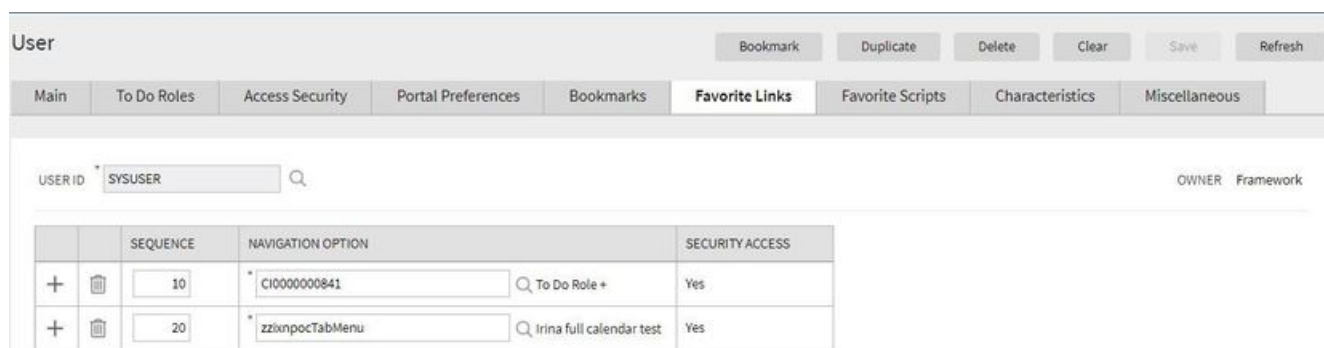 User
Bookmark Duplicate Delete Clear Save Refresh
Main To Do Roles Access Security Portal Preferences Bookmarks Favorite Links Favorite Scripts Characteristics Miscellaneous
USER ID * SYSUSER OWNER Framework
SEQUENCE NAVIGATION OPTION SECURITY ACCESS
10 * CI0000000841 To Do Role + Yes
20 * zzixnpocTabMenu Irina full calendar test Yes